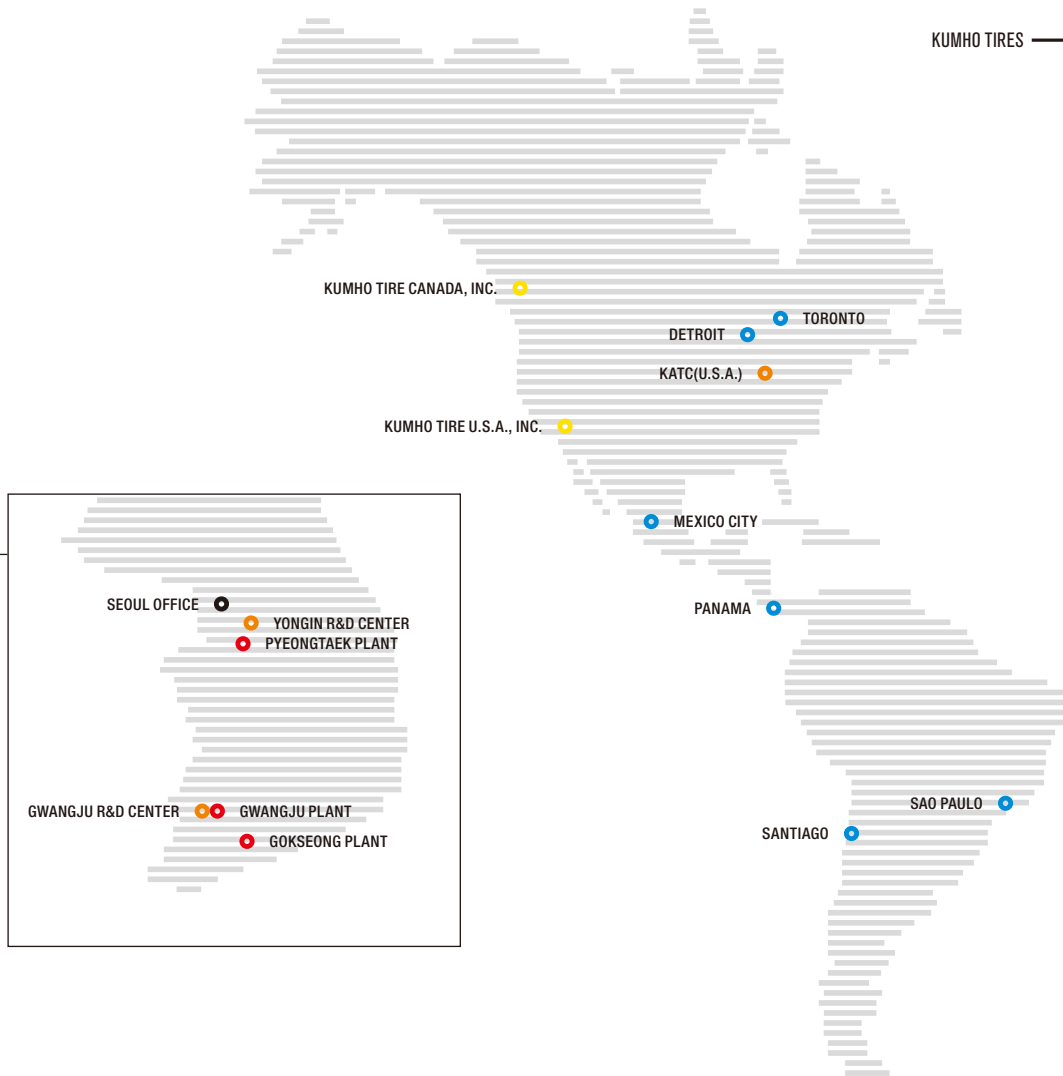 KUMHO TIRES
KUMHO TIRE CANADA, INC.
TORONTO
DETROIT
KATC(U.S.A.)
KUMHO TIRE U.S.A., INC.
MEXICO CITY
SEOUL OFFICE
PANAMA
YONGIN R&D CENTER
PYEONGTAEK PLANT
SAO PAULO
GWANGJU R&D CENTER
GWANGJU PLANT
SANTIAGO
GOKSEONG PLANT